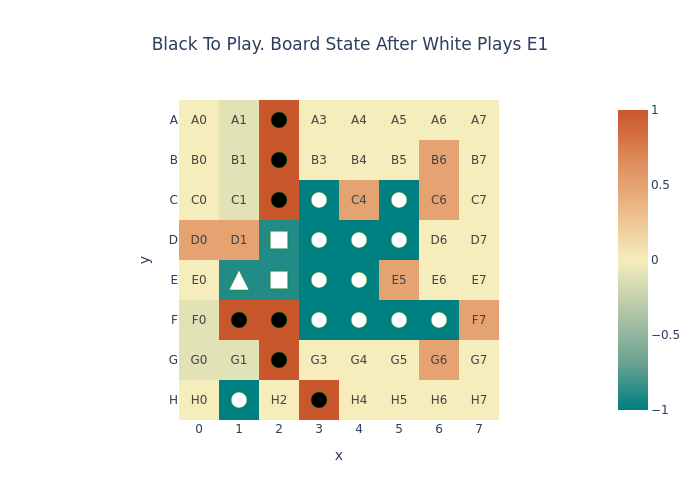 Black To Play. Board State After White Plays E1
A A0 A1 A3 A4 A5 A6 A7
B B0 B1 B3 B4 B5 B6 B7
C C0 C1 C4 C6 C7
D D0 D1 D6 D7
E E0 E5 E6 E7
F F0 F7
G G0 G1 G3 G4 G5 G6 G7
H H0 H2 H4 H5 H6 H7
0 1 2 3 4 5 6 7
x
y
1
0.5
0
−0.5
−1